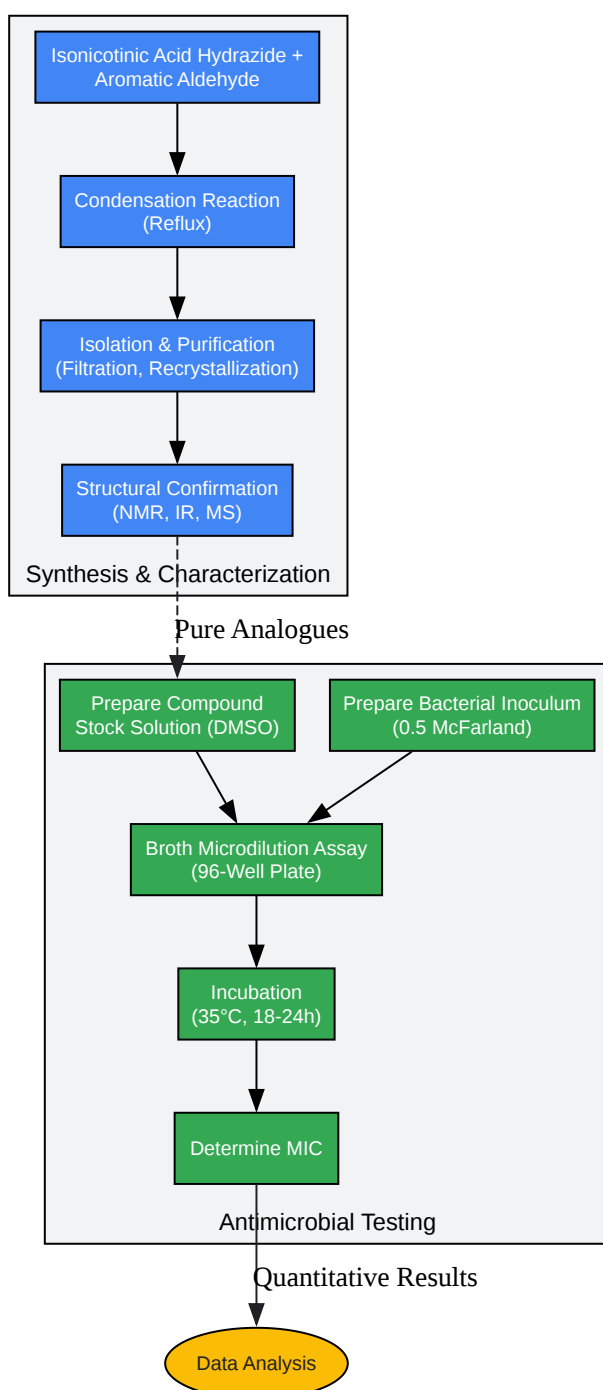 Isonicotinic Acid Hydrazide +
Aromatic Aldehyde
Condensation Reaction
(Reflux)
Isolation & Purification
(Filtration, Recrystallization)
Structural Confirmation
(NMR, IR, MS)
Synthesis & Characterization
Pure Analogues
Prepare Compound
Stock Solution (DMSO)
Prepare Bacterial Inoculum
(0.5 McFarland)
Broth Microdilution Assay
(96-Well Plate)
Incubation
(35°C, 18-24h)
Determine MIC
Antimicrobial Testing
Quantitative Results
Data Analysis